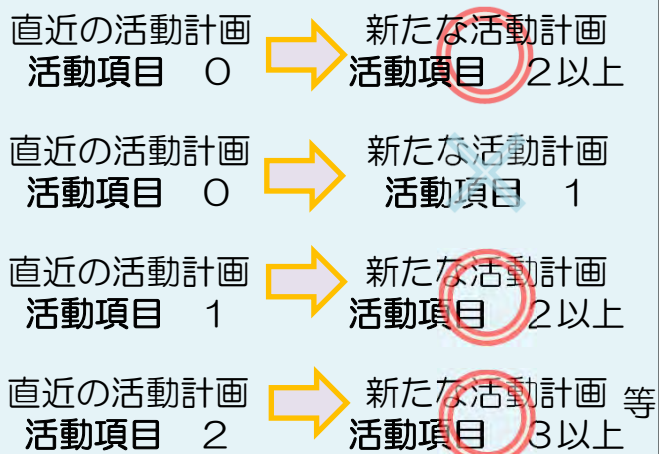 直近の活動計画 新たな活動計画
活動項目 0 活動項目 2以上
直近の活動計画 新たな活動計画
活動項目 0 活動項目 1
直近の活動計画 新たな活動計画
活動項目 1 活動項目 2以上
直近の活動計画 新たな活動計画 等
活動項目 2 活動項目 3以上